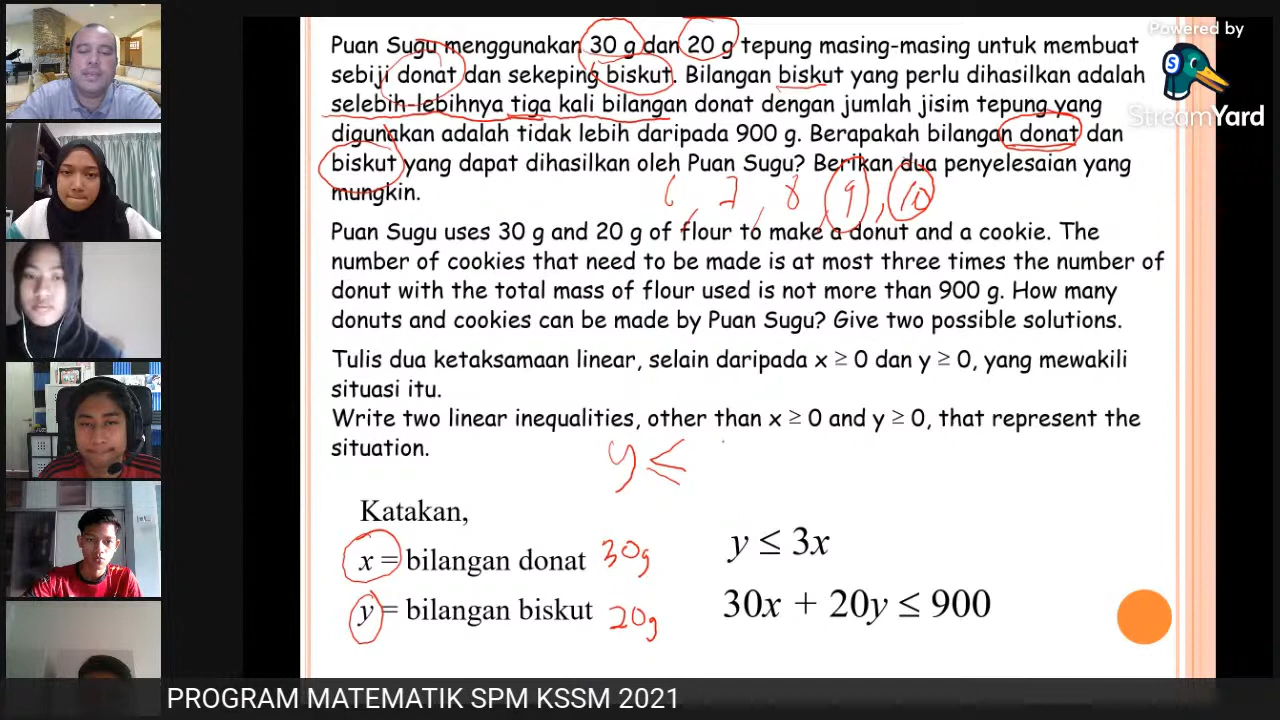 Powered by
StreamYard
Puan Sugu menggunakan 30 g dan 20 g tepung masing-masing untuk membuat
sebiji donat dan sekeping biskut. Bilangan biskut yang perlu dihasilkan adalah
selebih-lebihnya tiga kali bilangan donat dengan jumlah jisim tepung yang
digunakan adalah tidak lebih daripada 900 g. Berapakah bilangan donat dan
biskut yang dapat dihasilkan oleh Puan Sugu? Berikan dua penyelesaian yang
mungkin.
6, 7, 8, 9, 10
Puan Sugu uses 30 g and 20 g of flour to make a donut and a cookie. The
number of cookies that need to be made is at most three times the number of
donut with the total mass of flour used is not more than 900 g. How many
donuts and cookies can be made by Puan Sugu? Give two possible solutions.
Tulis dua ketaksamaan linear, selain daripada x ≥ 0 dan y ≥ 0, yang mewakili
situasi itu.
Write two linear inequalities, other than x ≥ 0 and y ≥ 0, that represent the
situation.
y ≤
Katakan,
x = bilangan donat 30g
y = bilangan biskut 20g
y ≤ 3x
30x + 20y ≤ 900
PROGRAM MATEMATIK SPM KSSM 2021